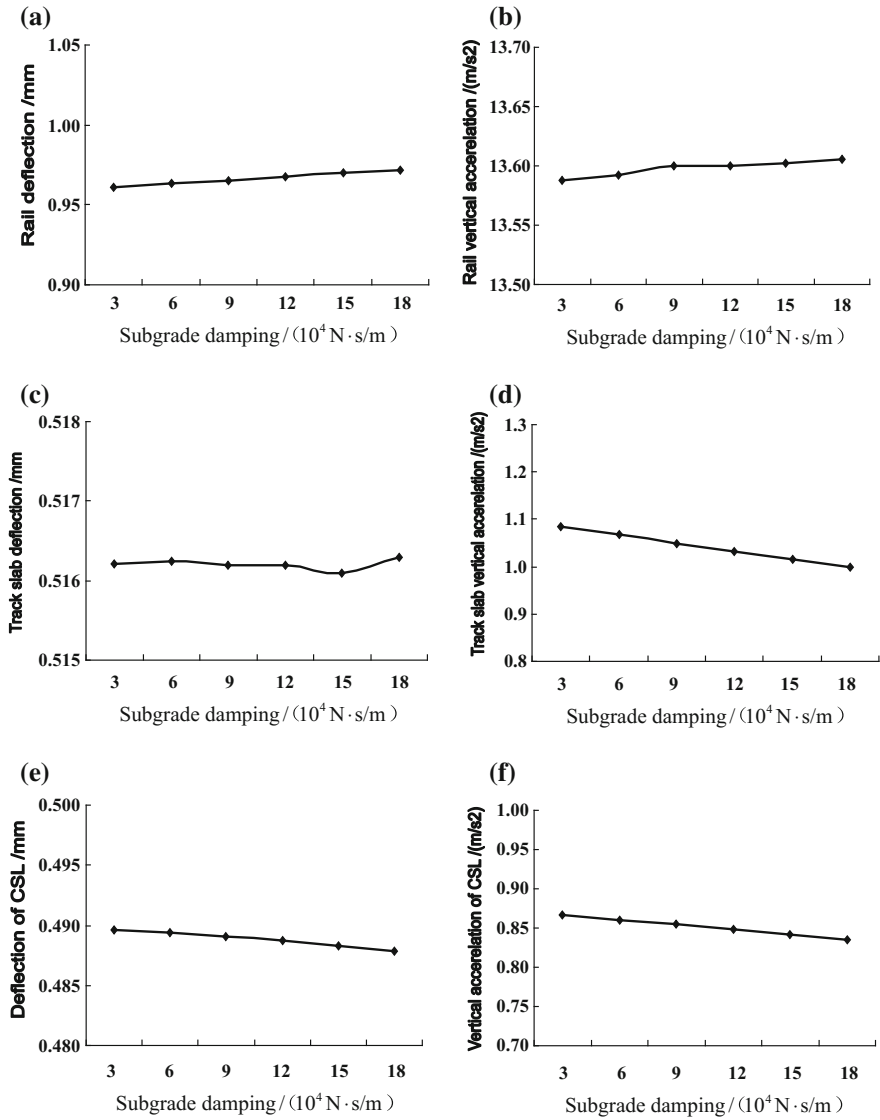 (a)
Rail deflection /mm
1.05
1.00
0.95
0.90
3 6 9 12 15 18
Subgrade damping/(10⁴ N·s/m)
(b)
Rail vertical accerelation /(m/s2)
13.70
13.65
13.60
13.55
13.50
3 6 9 12 15 18
Subgrade damping/(10⁴ N·s/m)
(c)
Track slab deflection /mm
0.518
0.517
0.516
0.515
3 6 9 12 15 18
Subgrade damping/(10⁴ N·s/m)
(d)
Track slab vertical accerelation /(m/s2)
1.3
1.2
1.1
1.0
0.9
0.8
3 6 9 12 15 18
Subgrade damping/(10⁴ N·s/m)
(e)
Deflection of CSL /mm
0.500
0.495
0.490
0.485
0.480
3 6 9 12 15 18
Subgrade damping/(10⁴ N·s/m)
(f)
Vertical accerelation of CSL /(m/s2)
1.00
0.95
0.90
0.85
0.80
0.75
0.70
3 6 9 12 15 18
Subgrade damping/(10⁴ N·s/m)